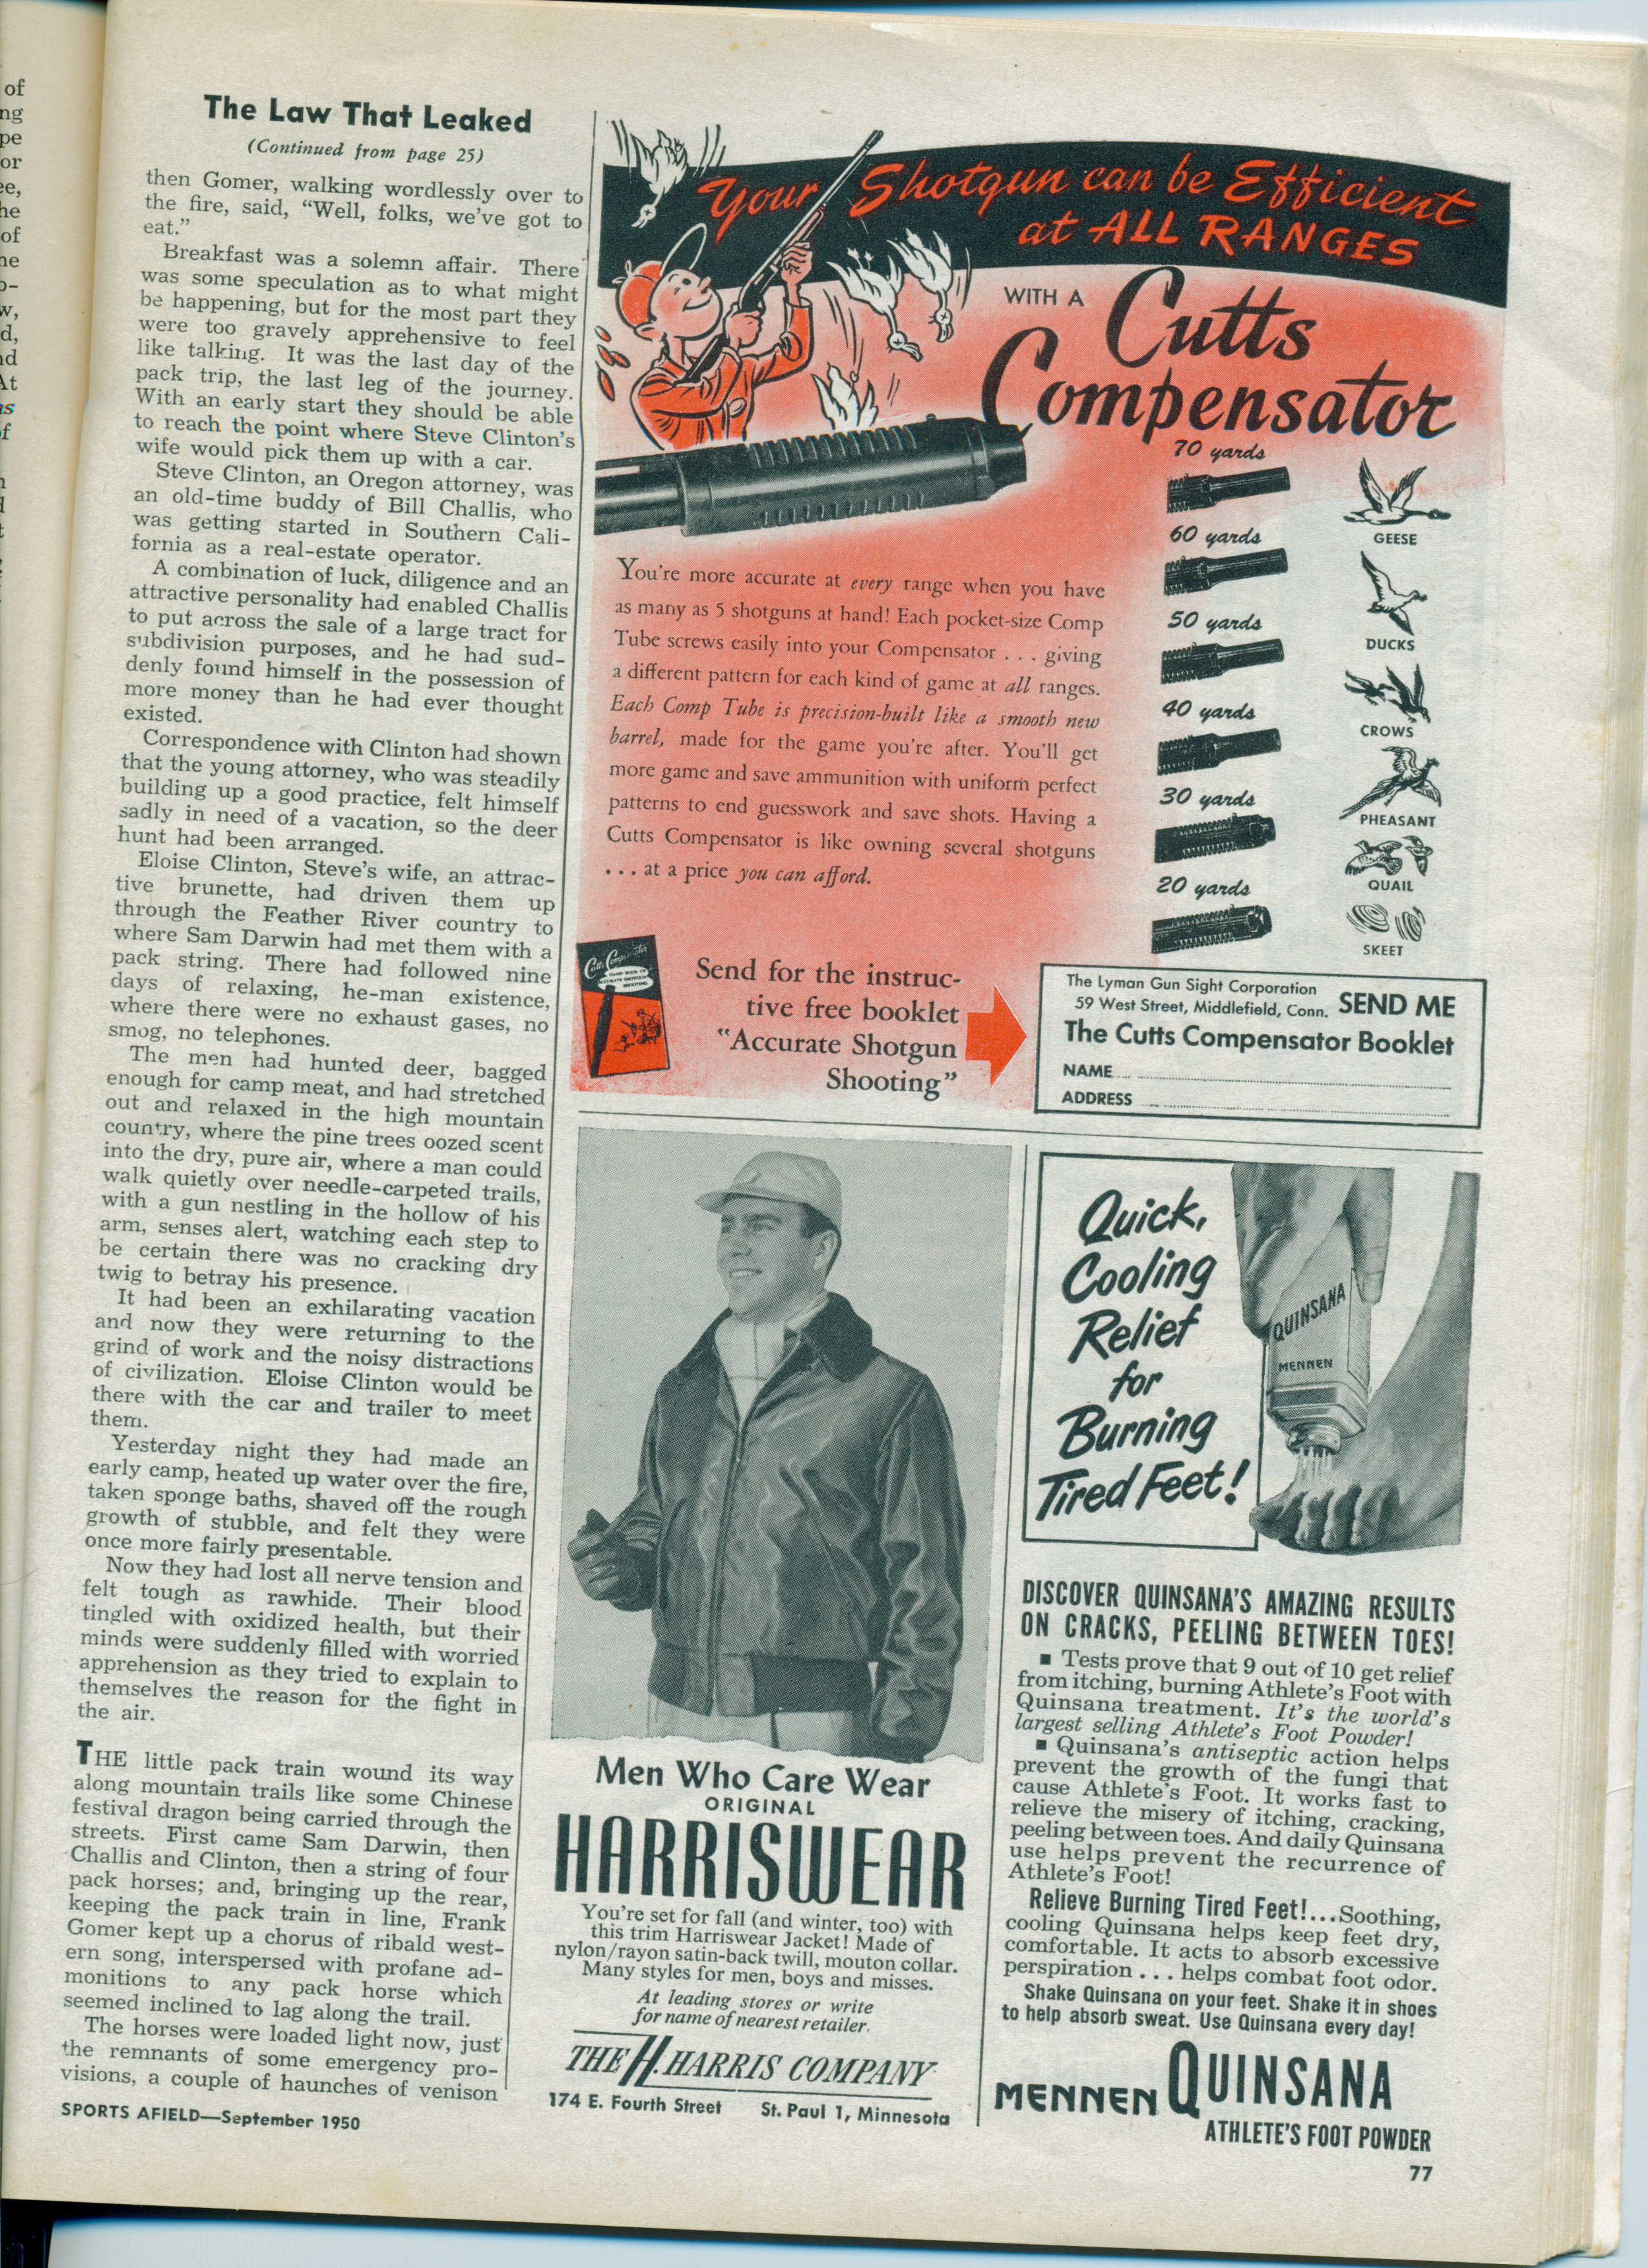 The Law That Leaked
(Continued from page 25)
then Gomer, walking wordlessly over to
the fire, said, “Well, folks, we’ve got to
eat.”
Breakfast was a solemn affair. There
was some speculation as to what might
be happening, but for the most part they
were too gravely apprehensive to feel
like talking. It was the last day of the
pack trip, the last leg of the journey.
With an early start they should be able
to reach the point where Steve Clinton’s
wife would pick them up with a car.
Steve Clinton, an Oregon attorney, was
an old-time buddy of Bill Challis, who
was getting started in Southern Cali-
fornia as a real-estate operator.
A combination of luck, diligence and an
attractive personality had enabled Challis
to put across the sale of a large tract for
subdivision purposes, and he had sud-
denly found himself in the possession of
more money than he had ever thought
existed.
Correspondence with Clinton had shown
that the young attorney, who was steadily
building up a good practice, felt himself
sadly in need of a vacation, so the deer
hunt had been arranged.
Eloise Clinton, Steve’s wife, an attrac-
tive brunette, had driven them up
through the Feather River country to
where Sam Darwin had met them with a
pack string. There had followed nine
days of relaxing, he-man existence,
where there were no exhaust gases, no
smog, no telephones.
The men had hunted deer, bagged
enough for camp meat, and had stretched
out and relaxed in the high mountain
country, where the pine trees oozed scent
into the dry, pure air, where a man could
walk quietly over needle-carpeted trails,
with a gun nestling in the hollow of his
arm, senses alert, watching each step to
be certain there was no cracking dry
twig to betray his presence.
It had been an exhilarating vacation
and now they were returning to the
grind of work and the noisy distractions
of civilization. Eloise Clinton would be
there with the car and trailer to meet
them.
Yesterday night they had made an
early camp, heated up water over the fire,
taken sponge baths, shaved off the rough
growth of stubble, and felt they were
once more fairly presentable.
Now they had lost all nerve tension and
felt tough as rawhide. Their blood
tingled with oxidized health, but their
minds were suddenly filled with worried
apprehension as they tried to explain to
themselves the reason for the fight in
the air.
THE little pack train wound its way
along mountain trails like some Chinese
festival dragon being carried through the
streets. First came Sam Darwin, then
Challis and Clinton, then a string of four
pack horses; and, bringing up the rear,
keeping the pack train in line, Frank
Gomer kept up a chorus of ribald west-
ern song, interspersed with profane ad-
monitions to any pack horse which
seemed inclined to lag along the trail.
The horses were loaded light now, just
the remnants of some emergency pro-
visions, a couple of haunches of venison
SPORTS AFIELD—September 1950
Your Shotgun can be Efficient
at ALL RANGES
WITH A
Cutts
Compensator
70 yards
GEESE
60 yards
DUCKS
50 yards
CROWS
40 yards
PHEASANT
30 yards
QUAIL
20 yards
SKEET
You’re more accurate at every range when you have
as many as 5 shotguns at hand! Each pocket-size Comp
Tube screws easily into your Compensator . . . giving
a different pattern for each kind of game at all ranges.
Each Comp Tube is precision-built like a smooth new
barrel, made for the game you’re after. You’ll get
more game and save ammunition with uniform perfect
patterns to end guesswork and save shots. Having a
Cutts Compensator is like owning several shotguns
. . . at a price you can afford.
Cutts Compensator
Send for the instruc-
tive free booklet
“Accurate Shotgun
Shooting”
The Lyman Gun Sight Corporation
59 West Street, Middlefield, Conn. SEND ME
The Cutts Compensator Booklet
NAME
ADDRESS
Men Who Care Wear
ORIGINAL
HARRISWEAR
You’re set for fall (and winter, too) with
this trim Harriswear Jacket! Made of
nylon/rayon satin-back twill, mouton collar.
Many styles for men, boys and misses.
At leading stores or write
for name of nearest retailer.
THE H. HARRIS COMPANY
174 E. Fourth Street St. Paul 1, Minnesota
Quick,
Cooling
Relief
for
Burning
Tired Feet!
QUINSANA
MENNEN
DISCOVER QUINSANA’S AMAZING RESULTS
ON CRACKS, PEELING BETWEEN TOES!
■ Tests prove that 9 out of 10 get relief
from itching, burning Athlete’s Foot with
Quinsana treatment. It’s the world’s
largest selling Athlete’s Foot Powder!
■ Quinsana’s antiseptic action helps
prevent the growth of the fungi that
cause Athlete’s Foot. It works fast to
relieve the misery of itching, cracking,
peeling between toes. And daily Quinsana
use helps prevent the recurrence of
Athlete’s Foot!
Relieve Burning Tired Feet!...Soothing,
cooling Quinsana helps keep feet dry,
comfortable. It acts to absorb excessive
perspiration . . . helps combat foot odor.
Shake Quinsana on your feet. Shake it in shoes
to help absorb sweat. Use Quinsana every day!
MENNEN QUINSANA
ATHLETE’S FOOT POWDER
77